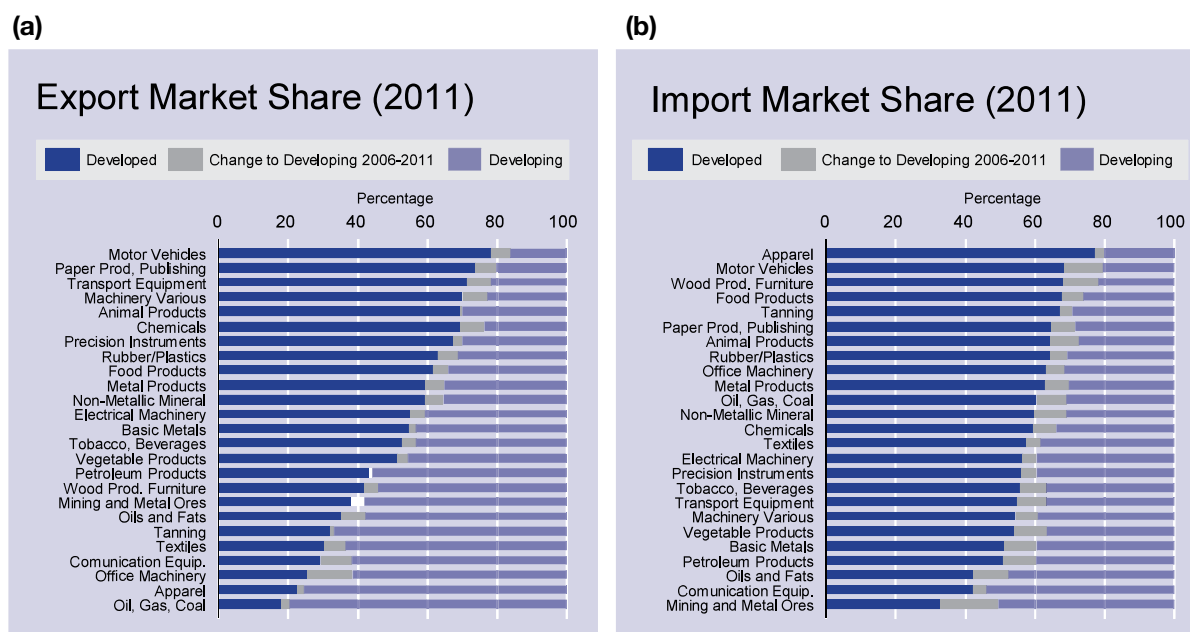 (a)
Export Market Share (2011)
Developed Change to Developing 2006-2011 Developing
Percentage
0 20 40 60 80 100
Motor Vehicles
Paper Prod, Publishing
Transport Equipment
Machinery Various
Animal Products
Chemicals
Precision Instruments
Rubber/Plastics
Food Products
Metal Products
Non-Metallic Mineral
Electrical Machinery
Basic Metals
Tobacco, Beverages
Vegetable Products
Petroleum Products
Wood Prod. Furniture
Mining and Metal Ores
Oils and Fats
Tanning
Textiles
Comunication Equip.
Office Machinery
Apparel
Oil, Gas, Coal
(b)
Import Market Share (2011)
Developed Change to Developing 2006-2011 Developing
Percentage
0 20 40 60 80 100
Apparel
Motor Vehicles
Wood Prod. Furniture
Food Products
Tanning
Paper Prod, Publishing
Animal Products
Rubber/Plastics
Office Machinery
Metal Products
Oil, Gas, Coal
Non-Metallic Mineral
Chemicals
Textiles
Electrical Machinery
Precision Instruments
Tobacco, Beverages
Transport Equipment
Machinery Various
Vegetable Products
Basic Metals
Petroleum Products
Oils and Fats
Comunication Equip.
Mining and Metal Ores